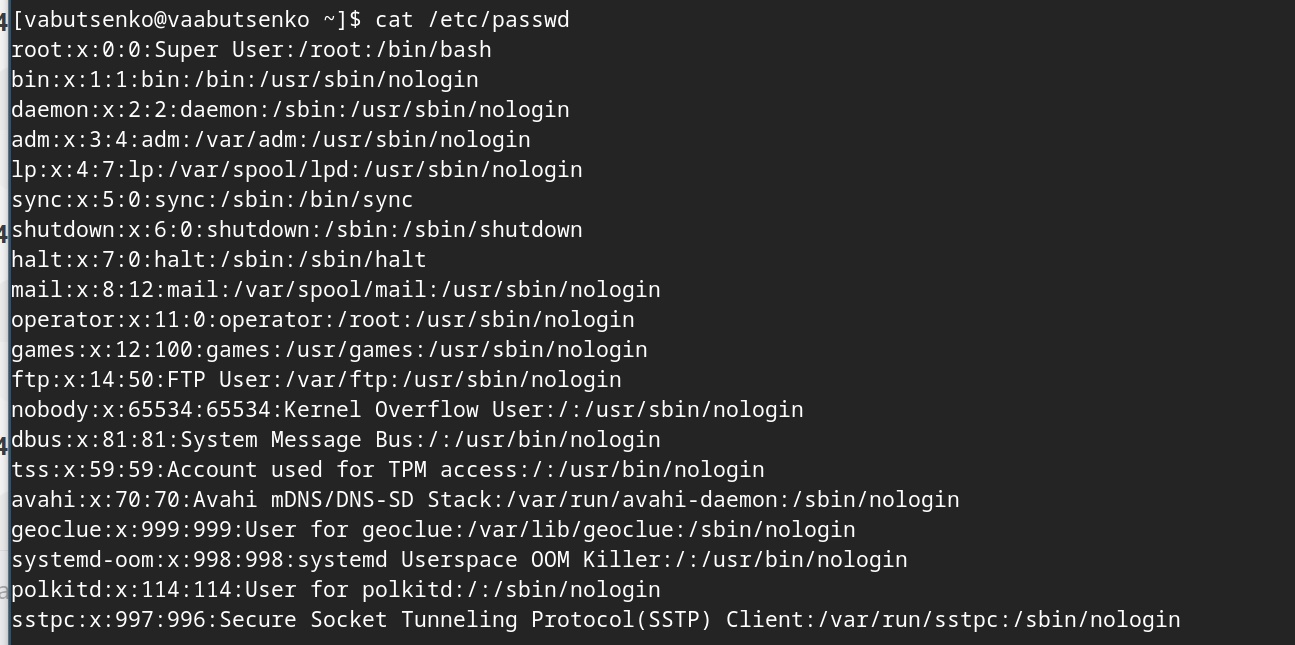 [vabutsenko@vaabutsenko ~]$ cat /etc/passwd
root:x:0:0:Super User:/root:/bin/bash
bin:x:1:1:bin:/bin:/usr/sbin/nologin
daemon:x:2:2:daemon:/sbin:/usr/sbin/nologin
adm:x:3:4:adm:/var/adm:/usr/sbin/nologin
lp:x:4:7:lp:/var/spool/lpd:/usr/sbin/nologin
sync:x:5:0:sync:/sbin:/bin/sync
shutdown:x:6:0:shutdown:/sbin:/sbin/shutdown
halt:x:7:0:halt:/sbin:/sbin/halt
mail:x:8:12:mail:/var/spool/mail:/usr/sbin/nologin
operator:x:11:0:operator:/root:/usr/sbin/nologin
games:x:12:100:games:/usr/games:/usr/sbin/nologin
ftp:x:14:50:FTP User:/var/ftp:/usr/sbin/nologin
nobody:x:65534:65534:Kernel Overflow User:/:/usr/sbin/nologin
dbus:x:81:81:System Message Bus:/:/usr/bin/nologin
tss:x:59:59:Account used for TPM access:/:/usr/bin/nologin
avahi:x:70:70:Avahi mDNS/DNS-SD Stack:/var/run/avahi-daemon:/sbin/nologin
geoclue:x:999:999:User for geoclue:/var/lib/geoclue:/sbin/nologin
systemd-oom:x:998:998:systemd Userspace OOM Killer:/:/usr/bin/nologin
polkitd:x:114:114:User for polkitd:/:/sbin/nologin
sstpc:x:997:996:Secure Socket Tunneling Protocol(SSTP) Client:/var/run/sstpc:/sbin/nologin